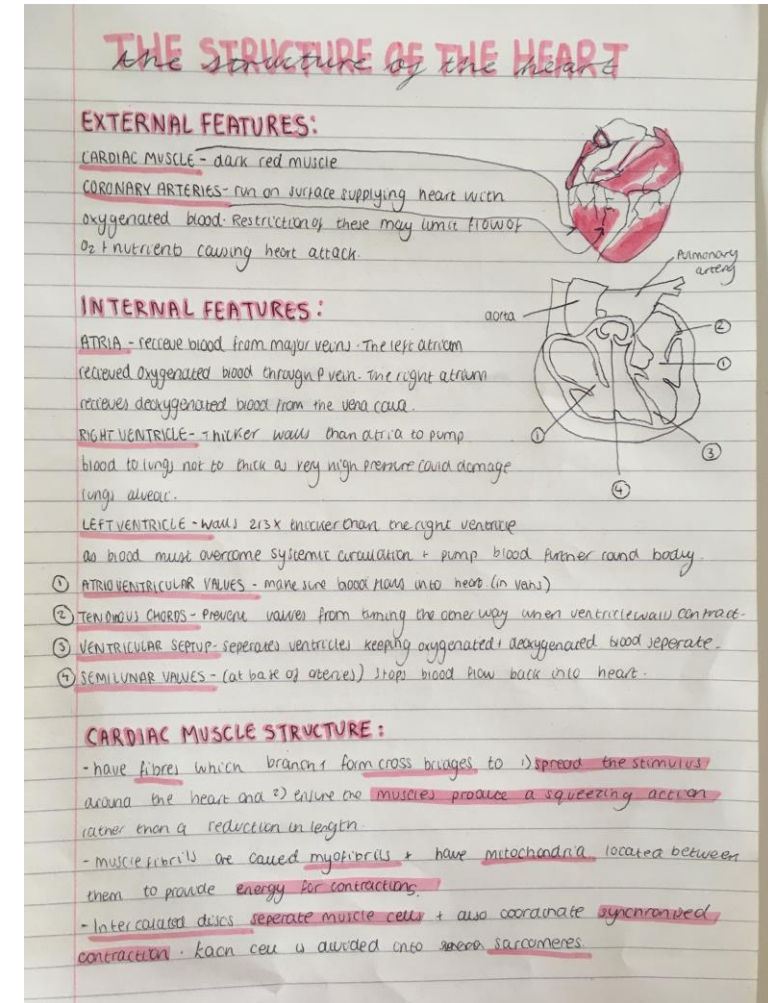 THE STRUCTURE OF THE HEART
the structure of the heart
EXTERNAL FEATURES:
CARDIAC MUSCLE - dark red muscle
CORONARY ARTERIES - run on surface supplying heart with
oxygenated blood. Restriction of these may limit flow of
O2 + nutrients causing heart attack.
Pulmonary
artery
INTERNAL FEATURES:
aorta
ATRIA - recieve blood from major veins. The left atrium
recieved oxygenated blood through P vein. The right atrium
recieves deoxygenated blood from the vena cava.
RIGHT VENTRICLE - Thicker walls than atria to pump
blood to lungs not to thick as very high pressure could damage
lungs alveoli.
LEFT VENTRICLE - walls 2/3x thicker than the right ventricle
as blood must overcome systemic circulation + pump blood further round body.
② ① ① ③ ④
① ATRIOVENTRICULAR VALVES - make sure blood flows into heart (in vans)
② TENDINOUS CHORDS - Prevent valves from turning the other way when ventricle wall contract.
③ VENTRICULAR SEPTUP - seperates ventricles keeping oxygenated + deoxygenated blood seperate.
④ SEMILUNAR VALVES - (at base of ateries) stops blood flow back into heart.
CARDIAC MUSCLE STRUCTURE:
- have fibres which branch + form cross bridges to 1) spread the stimulus
around the heart and 2) ensure the muscles produce a squeezing action
rather than a reduction in length.
- muscle fibrils are called myofibrils + have mitochondria located between
them to provide energy for contractions.
- Intercalated discs seperate muscle cells + also coordinate synchronised
contraction. Each cell is divided into sarcomeres.